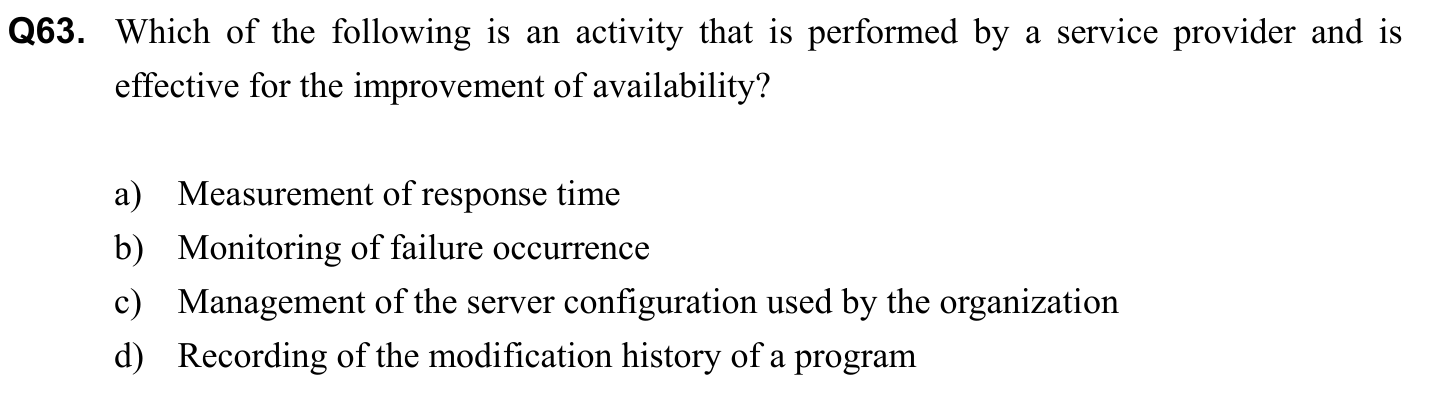 Q63. Which of the following is an activity that is performed by a service provider and is
effective for the improvement of availability?
a) Measurement of response time
b) Monitoring of failure occurrence
c) Management of the server configuration used by the organization
d) Recording of the modification history of a program